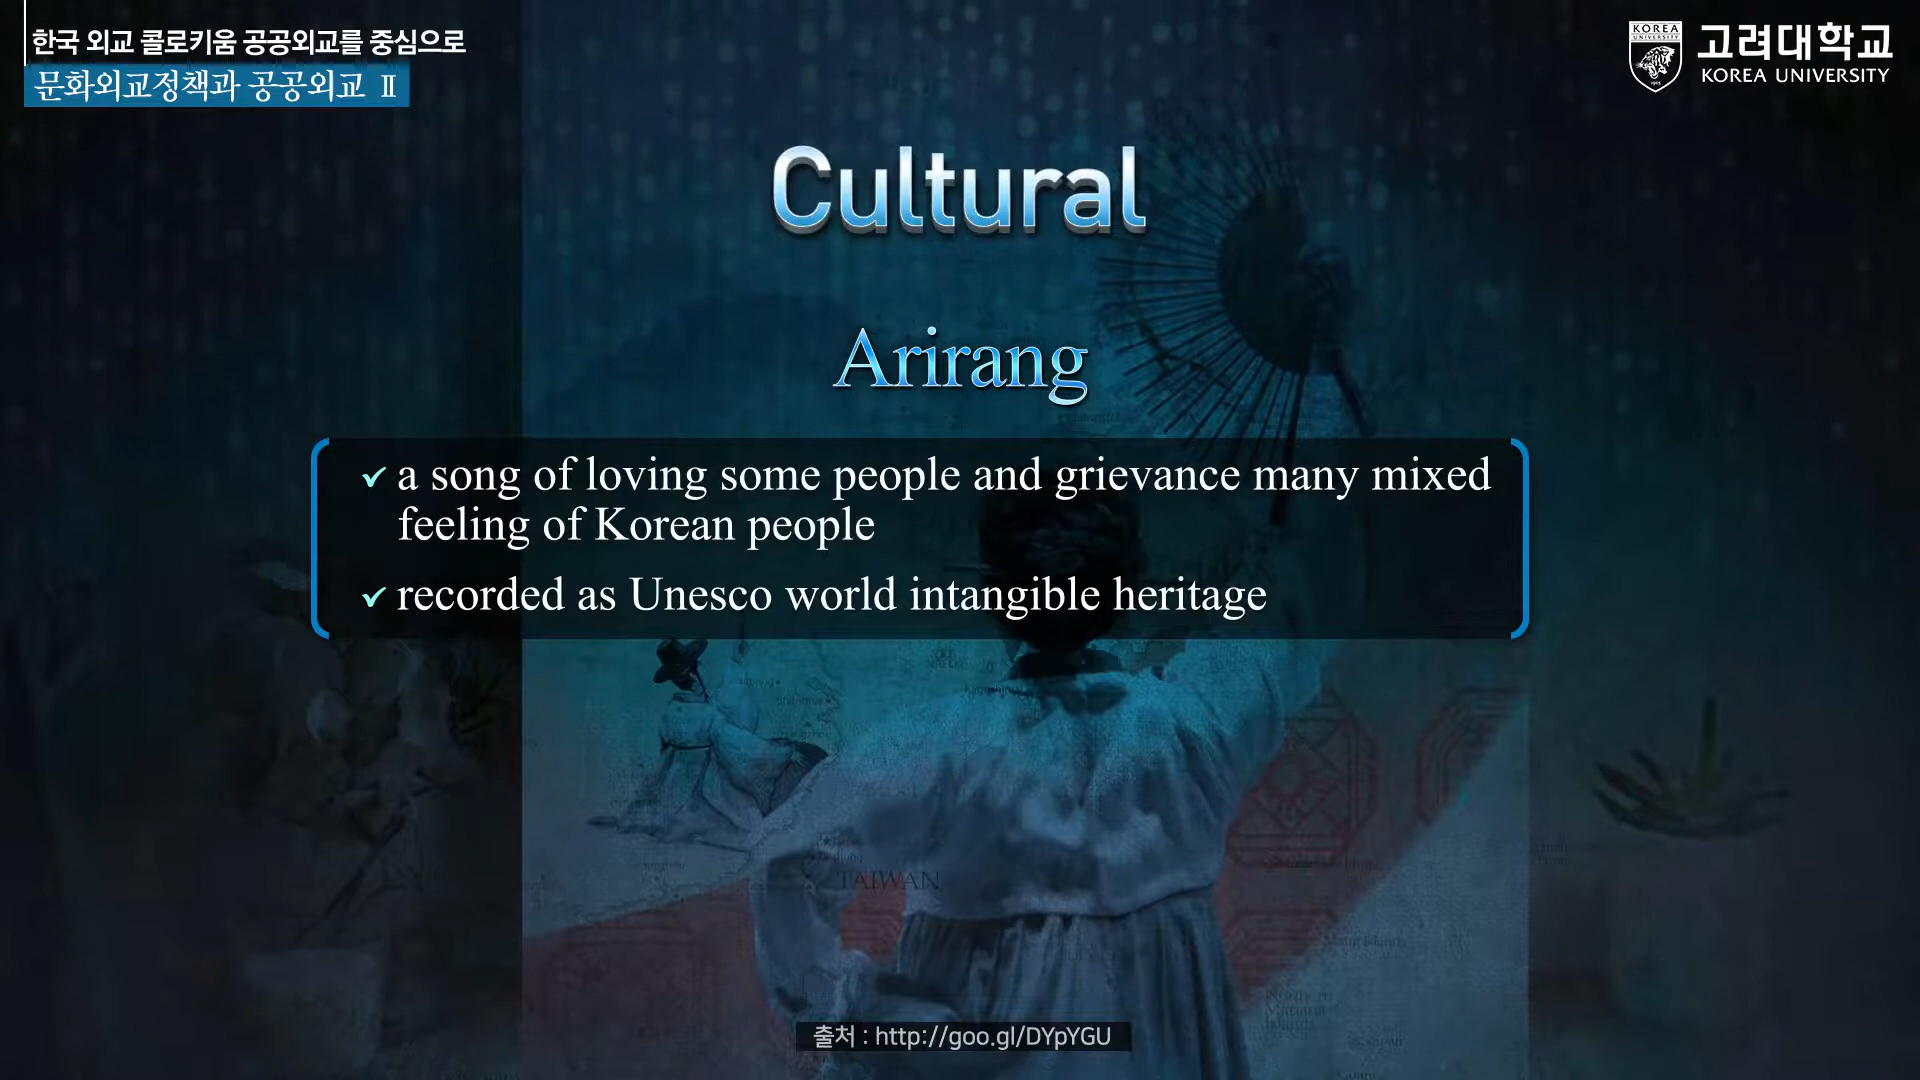 한국 외교 콜로키움 공공외교를 중심으로
문화외교정책과 공공외교 Ⅱ
KOREA
UNIVERSITY
고려대학교
KOREA UNIVERSITY
Cultural
Arirang
a song of loving some people and grievance many mixed
feeling of Korean people
recorded as Unesco world intangible heritage
TAIWAN
출처 : http://goo.gl/DYpYGU